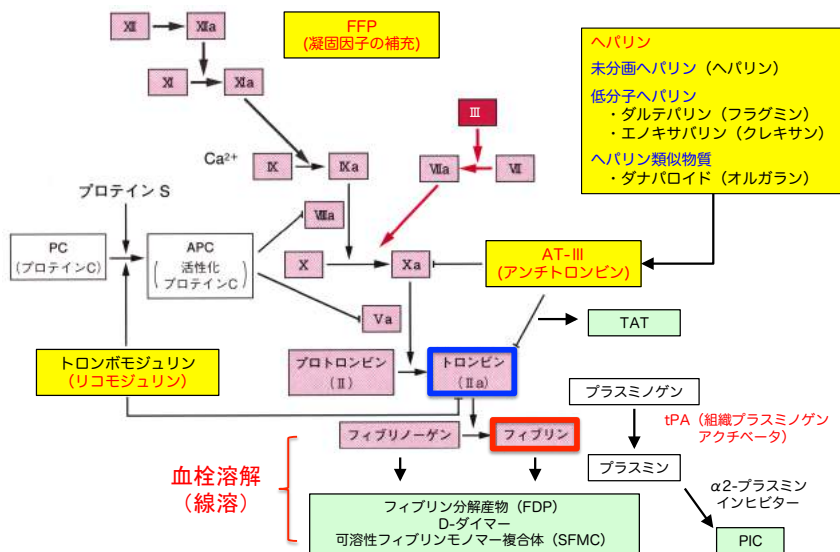 XII
XIIa
FFP
(凝固因子の補充)
ヘパリン
未分画ヘパリン（ヘパリン）
低分子ヘパリン
・ダルテパリン（フラグミン）
・エノキサパリン（クレキサン）
ヘパリン類似物質
・ダナパロイド（オルガラン）
XI
XIa
III
Ca²⁺
IX
IXa
VIIa
VII
プロテイン S
VIIIa
PC
(プロテインC)
APC
活性化
プロテインC
X
Xa
AT-III
(アンチトロンビン)
Va
TAT
トロンボモジュリン
(リコモジュリン)
プロトロンビン
(II)
トロンビン
(IIa)
プラスミノゲン
tPA（組織プラスミノゲン
アクチベータ）
フィブリノーゲン
フィブリン
プラスミン
血栓溶解
（線溶）
α2-プラスミン
インヒビター
フィブリン分解産物（FDP）
D-ダイマー
可溶性フィブリンモノマー複合体（SFMC）
PIC